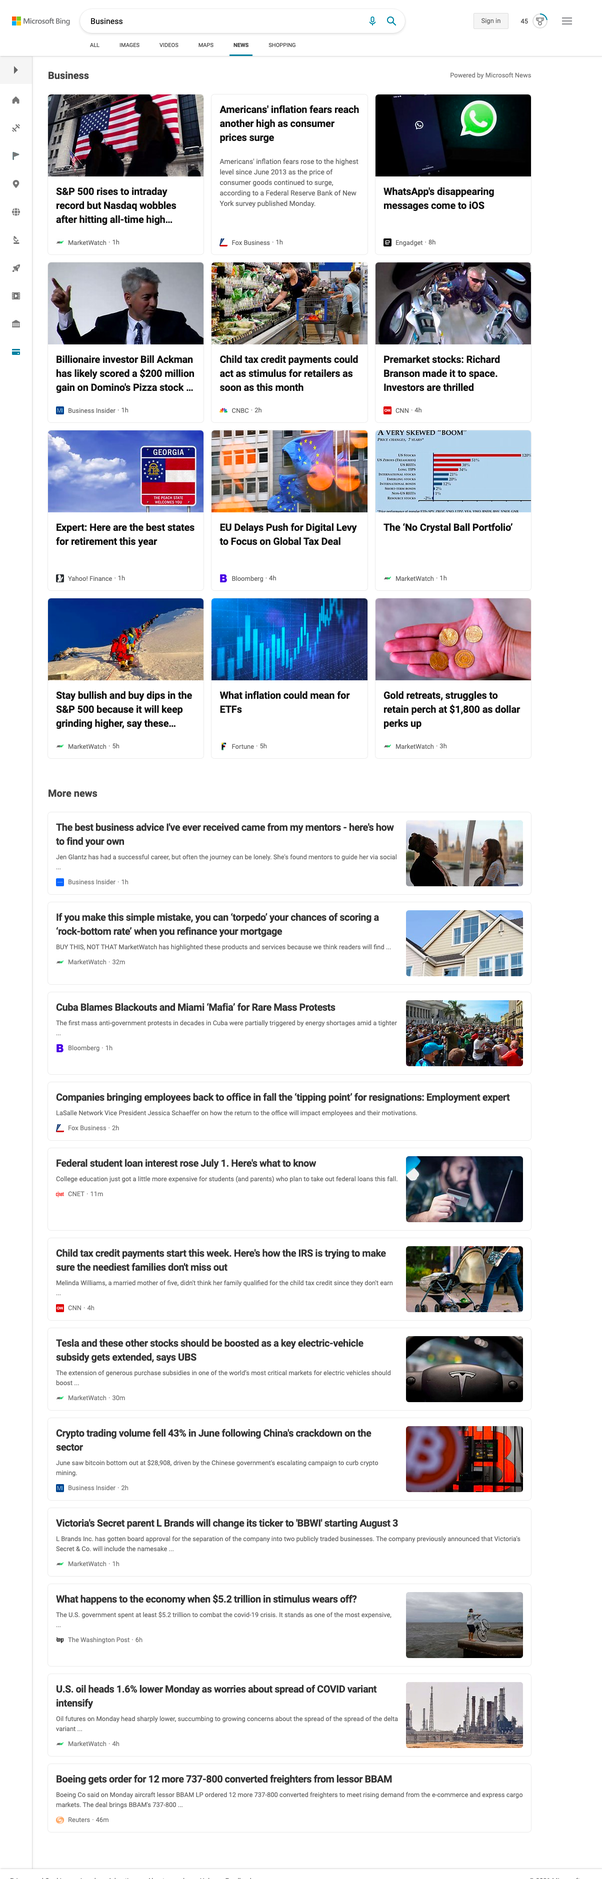 Microsoft Bing
Business
Sign in
45
ALL
IMAGES
VIDEOS
MAPS
NEWS
SHOPPING
Business
Powered by Microsoft News
S&P 500 rises to intraday
record but Nasdaq wobbles
after hitting all-time high...
MarketWatch · 1h
Americans' inflation fears reach
another high as consumer
prices surge
Americans' inflation fears rose to the highest
level since June 2013 as the price of
consumer goods continued to surge,
according to a Federal Reserve Bank of New
York survey published Monday.
Fox Business · 1h
WhatsApp's disappearing
messages come to iOS
Engadget · 8h
Billionaire investor Bill Ackman
has likely scored a $200 million
gain on Domino's Pizza stock ...
Business Insider · 1h
Child tax credit payments could
act as stimulus for retailers as
soon as this month
CNBC · 2h
Premarket stocks: Richard
Branson made it to space.
Investors are thrilled
CNN · 4h
GEORGIA
Expert: Here are the best states
for retirement this year
Yahoo! Finance · 1h
EU Delays Push for Digital Levy
to Focus on Global Tax Deal
Bloomberg · 4h
A VERY SKEWED "BOOM"
The ‘No Crystal Ball Portfolio’
MarketWatch · 1h
Stay bullish and buy dips in the
S&P 500 because it will keep
grinding higher, say these...
MarketWatch · 5h
What inflation could mean for
ETFs
Fortune · 5h
Gold retreats, struggles to
retain perch at $1,800 as dollar
perks up
MarketWatch · 3h
More news
The best business advice I've ever received came from my mentors - here's how
to find your own
Jen Glantz has had a successful career, but often the journey can be lonely. She's found mentors to guide her via social
...
Business Insider · 1h
If you make this simple mistake, you can ‘torpedo’ your chances of scoring a
‘rock-bottom rate’ when you refinance your mortgage
BUY THIS, NOT THAT MarketWatch has highlighted these products and services because we think readers will find ...
MarketWatch · 32m
Cuba Blames Blackouts and Miami ‘Mafia’ for Rare Mass Protests
The first mass anti-government protests in decades in Cuba were partially triggered by energy shortages amid a tighter
...
Bloomberg · 1h
Companies bringing employees back to office in fall the ‘tipping point’ for resignations: Employment expert
LaSalle Network Vice President Jessica Schaeffer on how the return to the office will impact employees and their motivations.
Fox Business · 2h
Federal student loan interest rose July 1. Here's what to know
College education just got a little more expensive for students (and parents) who plan to take out federal loans this fall.
CNET · 11m
Child tax credit payments start this week. Here's how the IRS is trying to make
sure the neediest families don't miss out
Melinda Williams, a married mother of five, didn't think her family qualified for the child tax credit since they don't earn
...
CNN · 4h
Tesla and these other stocks should be boosted as a key electric-vehicle
subsidy gets extended, says UBS
The extension of generous purchase subsidies in one of the world's most critical markets for electric vehicles should
boost ...
MarketWatch · 30m
Crypto trading volume fell 43% in June following China's crackdown on the
sector
June saw bitcoin bottom out at $28,908, driven by the Chinese government's escalating campaign to curb crypto
mining.
Business Insider · 2h
Victoria's Secret parent L Brands will change its ticker to 'BBWI' starting August 3
L Brands Inc. has gotten board approval for the separation of the company into two publicly traded businesses. The company previously announced that Victoria's
Secret & Co. will include the namesake ...
MarketWatch · 1h
What happens to the economy when $5.2 trillion in stimulus wears off?
The U.S. government spent at least $5.2 trillion to combat the covid-19 crisis. It stands as one of the most expensive,
...
The Washington Post · 6h
U.S. oil heads 1.6% lower Monday as worries about spread of COVID variant
intensify
Oil futures on Monday head sharply lower, succumbing to growing concerns about the spread of the spread of the delta
variant ...
MarketWatch · 4h
Boeing gets order for 12 more 737-800 converted freighters from lessor BBAM
Boeing Co said on Monday aircraft lessor BBAM LP ordered 12 more 737-800 converted freighters to meet rising demand from the e-commerce and express cargo
markets. The deal brings BBAM's 737-800 ...
Reuters · 46m